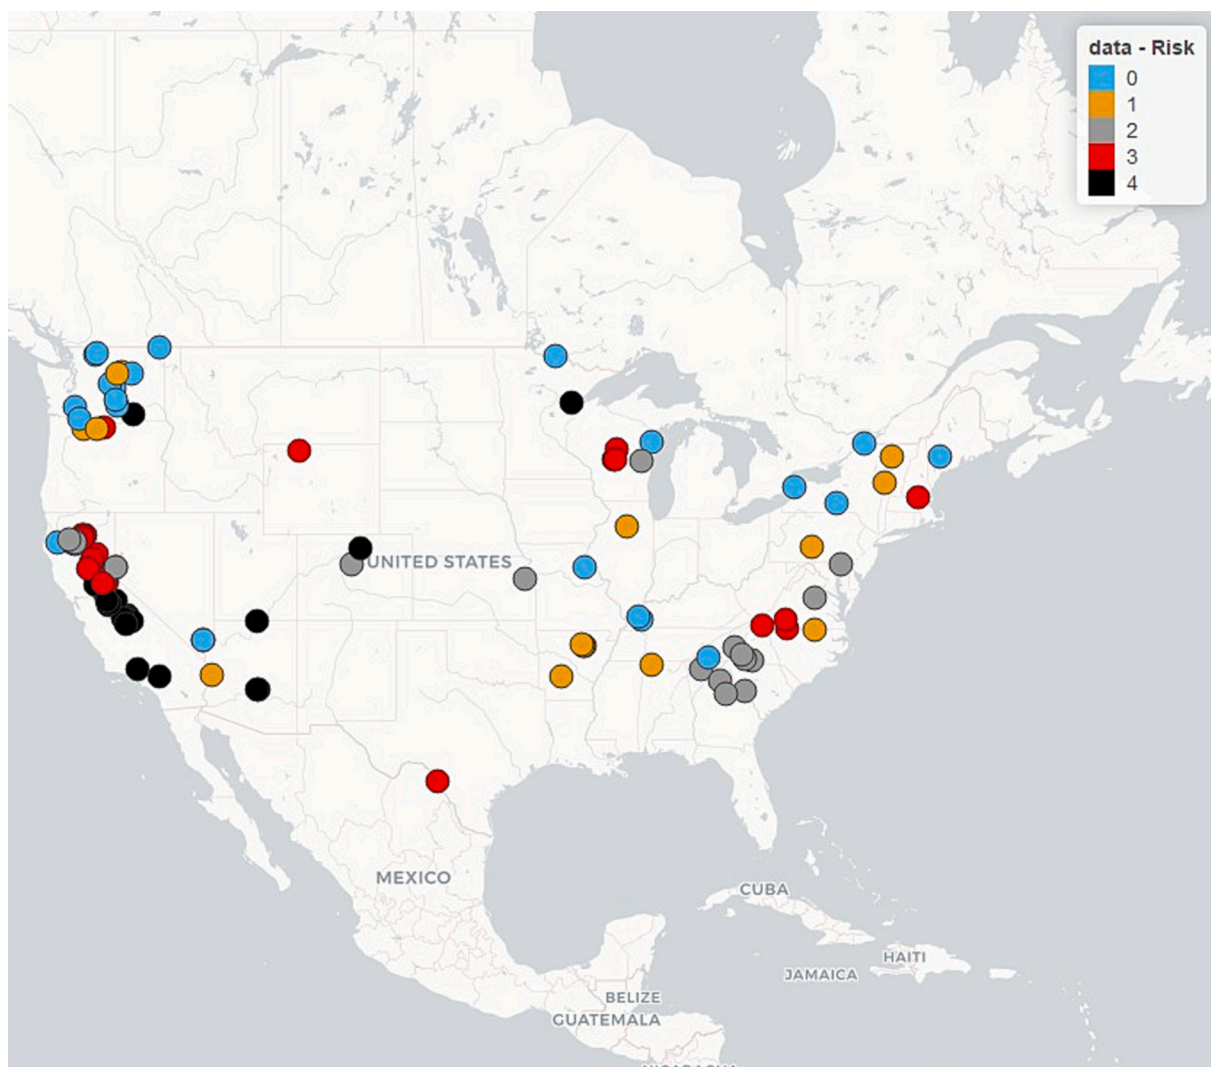 data - Risk
0
1
2
3
4
UNITED STATES
MEXICO
CUBA
HAITI
JAMAICA
BELIZE
GUATEMALA